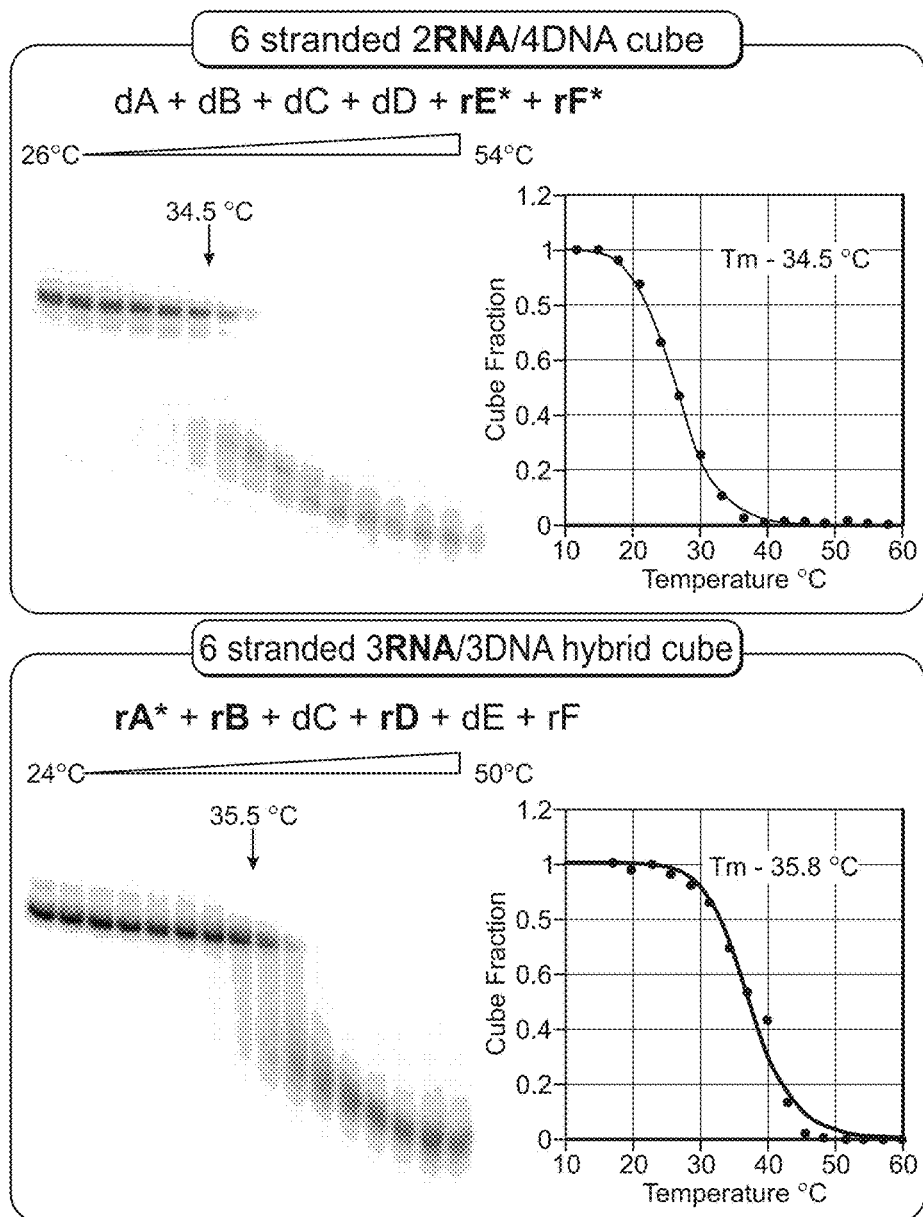 6 stranded 2RNA/4DNA cube
dA + dB + dC + dD + rE* + rF*
26°C
54°C
34.5 °C
1.2
1
0.5
0.6
0.4
0.2
0
Cube Fraction
Tm - 34.5 °C
10 20 30 40 50 60
Temperature °C
6 stranded 3RNA/3DNA hybrid cube
rA* + rB + dC + rD + dE + rF
24°C
50°C
35.5 °C
1.2
1
0.5
0.6
0.4
0.2
0
Cube Fraction
Tm - 35.8 °C
10 20 30 40 50 60
Temperature °C